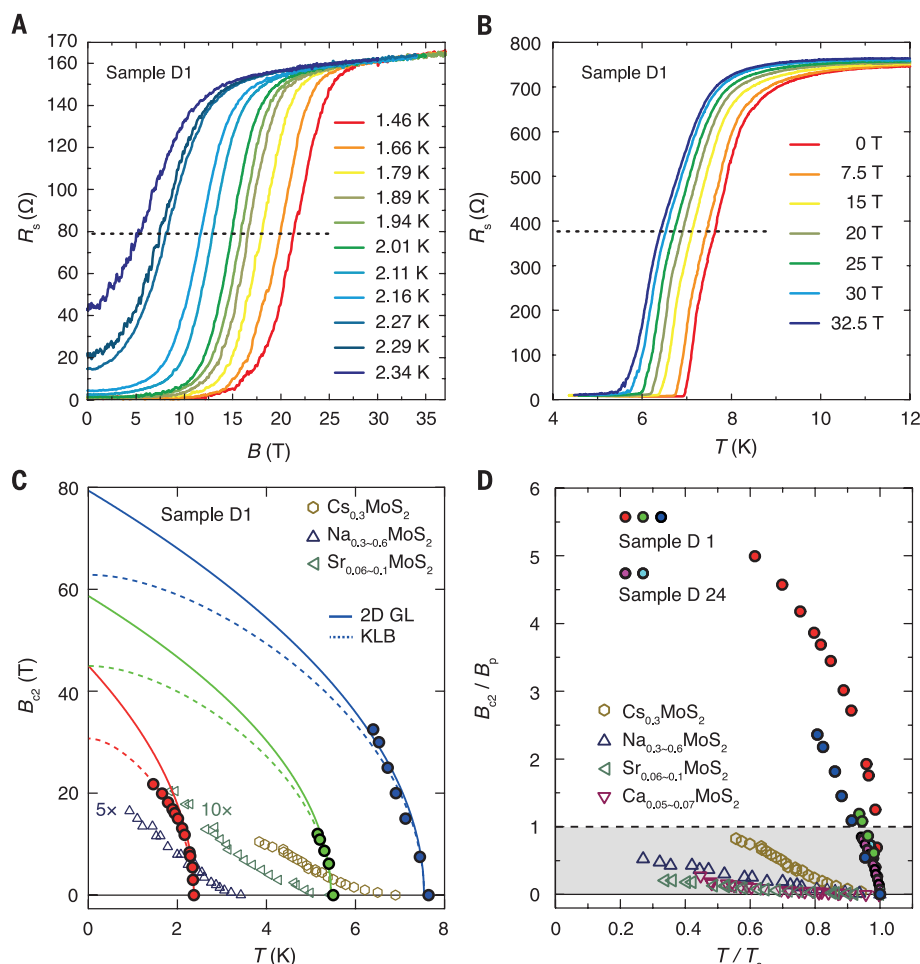 A
170
160
140
120
100
80
60
40
20
0
Rs (Ω)
Sample D1
1.46 K
1.66 K
1.79 K
1.89 K
1.94 K
2.01 K
2.11 K
2.16 K
2.27 K
2.29 K
2.34 K
0 5 10 15 20 25 30 35
B (T)
B
800
700
600
500
400
300
200
100
0
Rs (Ω)
Sample D1
0 T
7.5 T
15 T
20 T
25 T
30 T
32.5 T
4 6 8 10 12
T (K)
C
80
60
40
20
0
Bc2 (T)
Sample D1
Cs0.3MoS2
Na0.3~0.6MoS2
Sr0.06~0.1MoS2
2D GL
KLB
5×
10×
0 2 4 6 8
T (K)
D
6
5
4
3
2
1
0
Bc2 / Bp
Sample D 1
Sample D 24
Cs0.3MoS2
Na0.3~0.6MoS2
Sr0.06~0.1MoS2
Ca0.05~0.07MoS2
0.0 0.2 0.4 0.6 0.8 1.0